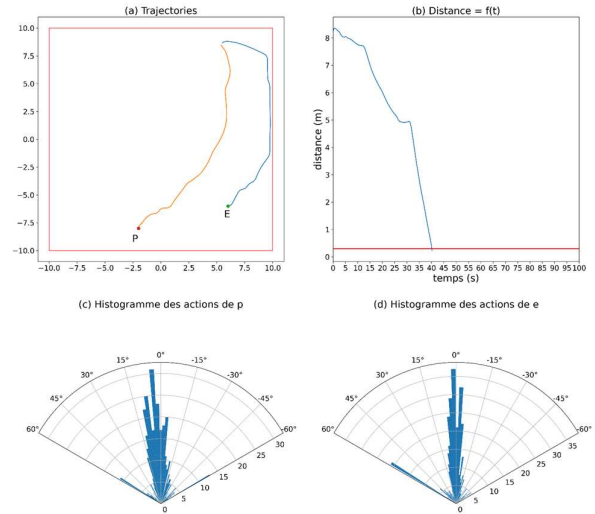 (a) Trajectories
10.0
7.5
5.0
2.5
0.0
−2.5
−5.0
−7.5
−10.0
P
E
−10.0 −7.5 −5.0 −2.5 0.0 2.5 5.0 7.5 10.0
(b) Distance = f(t)
distance (m)
8
7
6
5
4
3
2
1
0
0 5 10 15 20 25 30 35 40 45 50 55 60 65 70 75 80 85 90 95 100
temps (s)
(c) Histogramme des actions de p
60° 45° 30° 15° 0° -15° -30° -45° -60°
0 5 10 15 20 25 30
(d) Histogramme des actions de e
60° 45° 30° 15° 0° -15° -30° -45° -60°
0 5 10 15 20 25 30 35